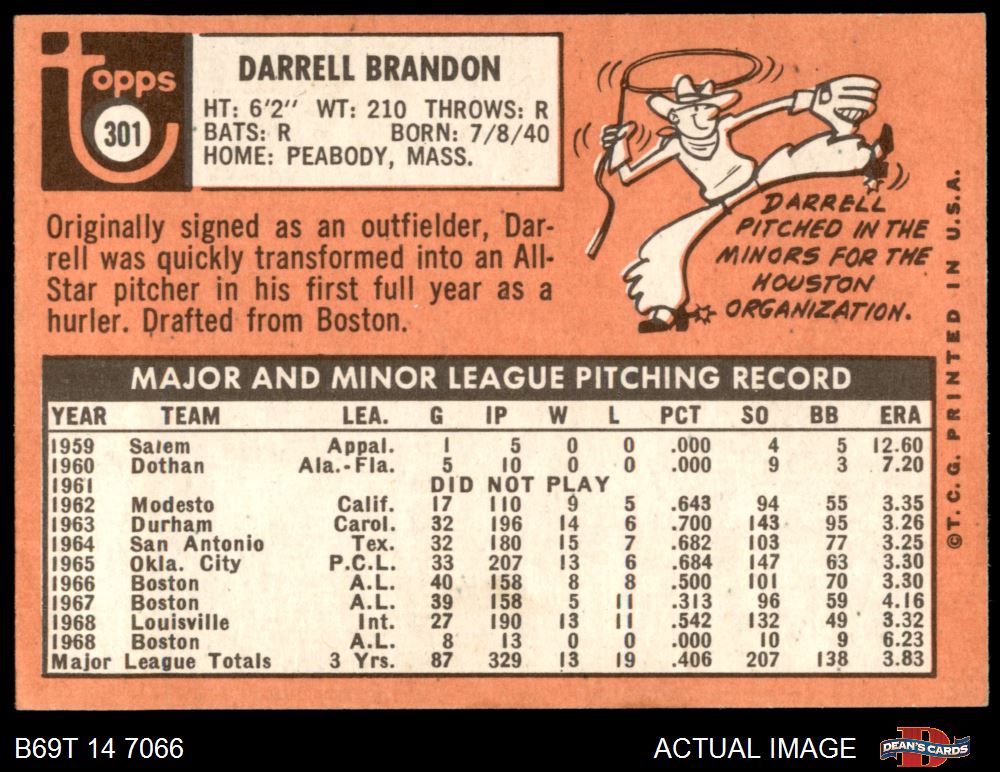 Topps
301
DARRELL BRANDON
HT: 6'2" WT: 210 THROWS: R
BATS: R BORN: 7/8/40
HOME: PEABODY, MASS.
Originally signed as an outfielder, Dar-
rell was quickly transformed into an All-
Star pitcher in his first full year as a
hurler. Drafted from Boston.
DARRELL
PITCHED IN THE
MINORS FOR THE
HOUSTON
ORGANIZATION.
©T. C. G. PRINTED IN U.S.A.
MAJOR AND MINOR LEAGUE PITCHING RECORD
YEAR TEAM LEA. G IP W L PCT SO BB ERA
1959 Salem Appal. 1 5 0 0 .000 4 5 12.60
1960 Dothan Ala.-Fla. 5 10 0 0 .000 9 3 7.20
1961 DID NOT PLAY
1962 Modesto Calif. 17 110 9 5 .643 94 55 3.35
1963 Durham Carol. 32 196 14 6 .700 143 95 3.26
1964 San Antonio Tex. 32 180 15 7 .682 103 77 3.25
1965 Okla. City P.C.L. 33 207 13 6 .684 147 63 3.30
1966 Boston A.L. 40 158 8 8 .500 101 70 3.30
1967 Boston A.L. 39 158 5 11 .313 96 59 4.16
1968 Louisville Int. 27 190 13 11 .542 132 49 3.32
1968 Boston A.L. 8 13 0 0 .000 10 9 6.23
Major League Totals 3 Yrs. 87 329 13 19 .406 207 138 3.83
B69T 14 7066
ACTUAL IMAGE
D
DEAN'S CARDS